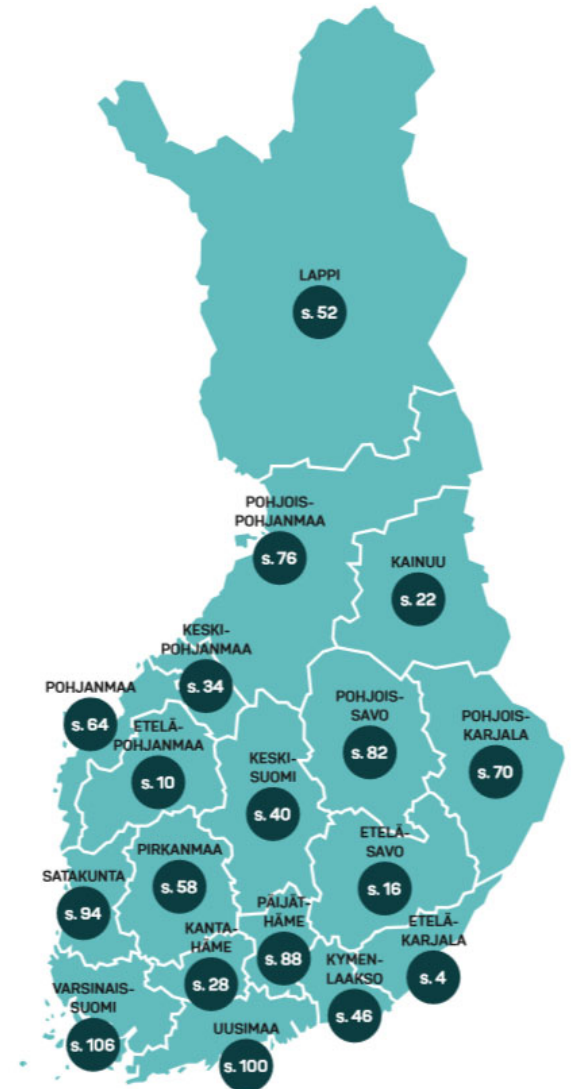 LAPPI
s. 52
POHJOIS-
POHJANMAA
s. 76
KAINUU
s. 22
KESKI-
POHJANMAA
s. 34
POHJANMAA
s. 64
ETELÄ-
POHJANMAA
s. 10
POHJOIS-
SAVO
s. 82
POHJOIS-
KARJALA
s. 70
KESKI-
SUOMI
s. 40
ETELÄ-
SAVO
s. 16
PIRKANMAA
s. 58
SATAKUNTA
s. 94
PÄIJÄT-
HÄME
s. 88
KANTA-
HÄME
s. 28
ETELÄ-
KARJALA
s. 4
KYMEN-
LAAKSO
s. 46
VARSINAIS-
SUOMI
s. 106
UUSIMAA
s. 100